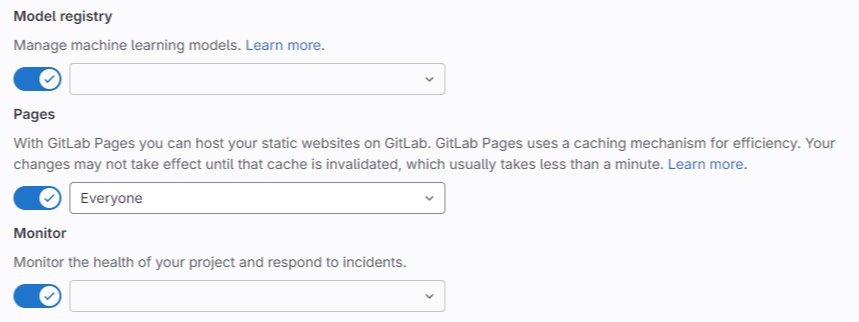 Model registry
Manage machine learning models. Learn more.
Pages
With GitLab Pages you can host your static websites on GitLab. GitLab Pages uses a caching mechanism for efficiency. Your
changes may not take effect until that cache is invalidated, which usually takes less than a minute. Learn more.
Everyone
Monitor
Monitor the health of your project and respond to incidents.